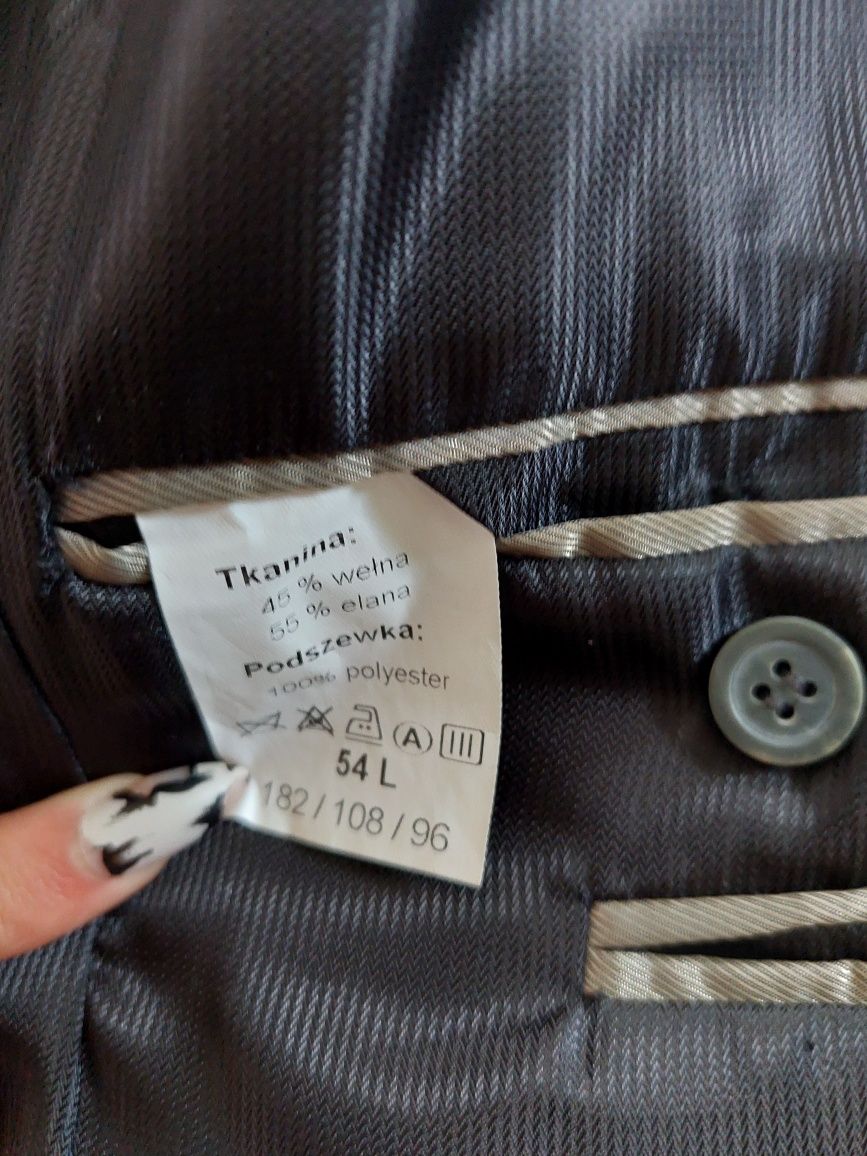 Tkanina:
45 % wełna
55 % elana
Podszewka:
100% polyester
A
54 L
182 / 108 / 96